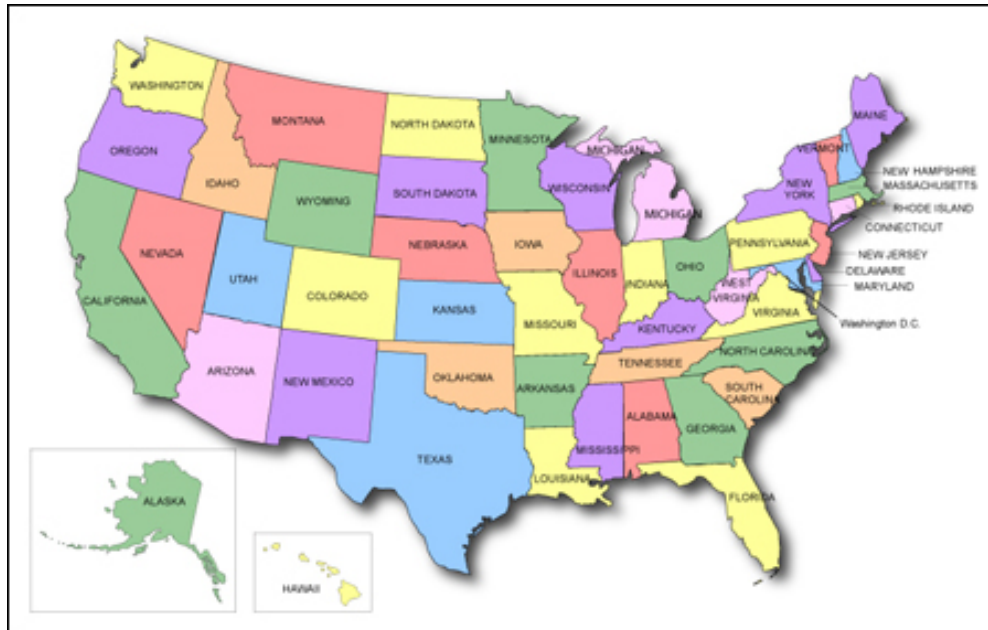 WASHINGTON
MONTANA
NORTH DAKOTA
MINNESOTA
MICHIGAN
MAINE
VERMONT
OREGON
IDAHO
WYOMING
SOUTH DAKOTA
WISCONSIN
MICHIGAN
NEW
YORK
NEW HAMPSHIRE
MASSACHUSETTS
RHODE ISLAND
CONNECTICUT
NEVADA
UTAH
COLORADO
NEBRASKA
IOWA
ILLINOIS
INDIANA
OHIO
PENNSYLVANIA
NEW JERSEY
DELAWARE
MARYLAND
WEST
VIRGINIA
VIRGINIA
Washington D.C.
CALIFORNIA
KANSAS
MISSOURI
KENTUCKY
ARIZONA
NEW MEXICO
OKLAHOMA
ARKANSAS
TENNESSEE
NORTH CAROLINA
SOUTH
CAROLINA
TEXAS
LOUISIANA
MISSISSIPPI
ALABAMA
GEORGIA
FLORIDA
ALASKA
HAWAII